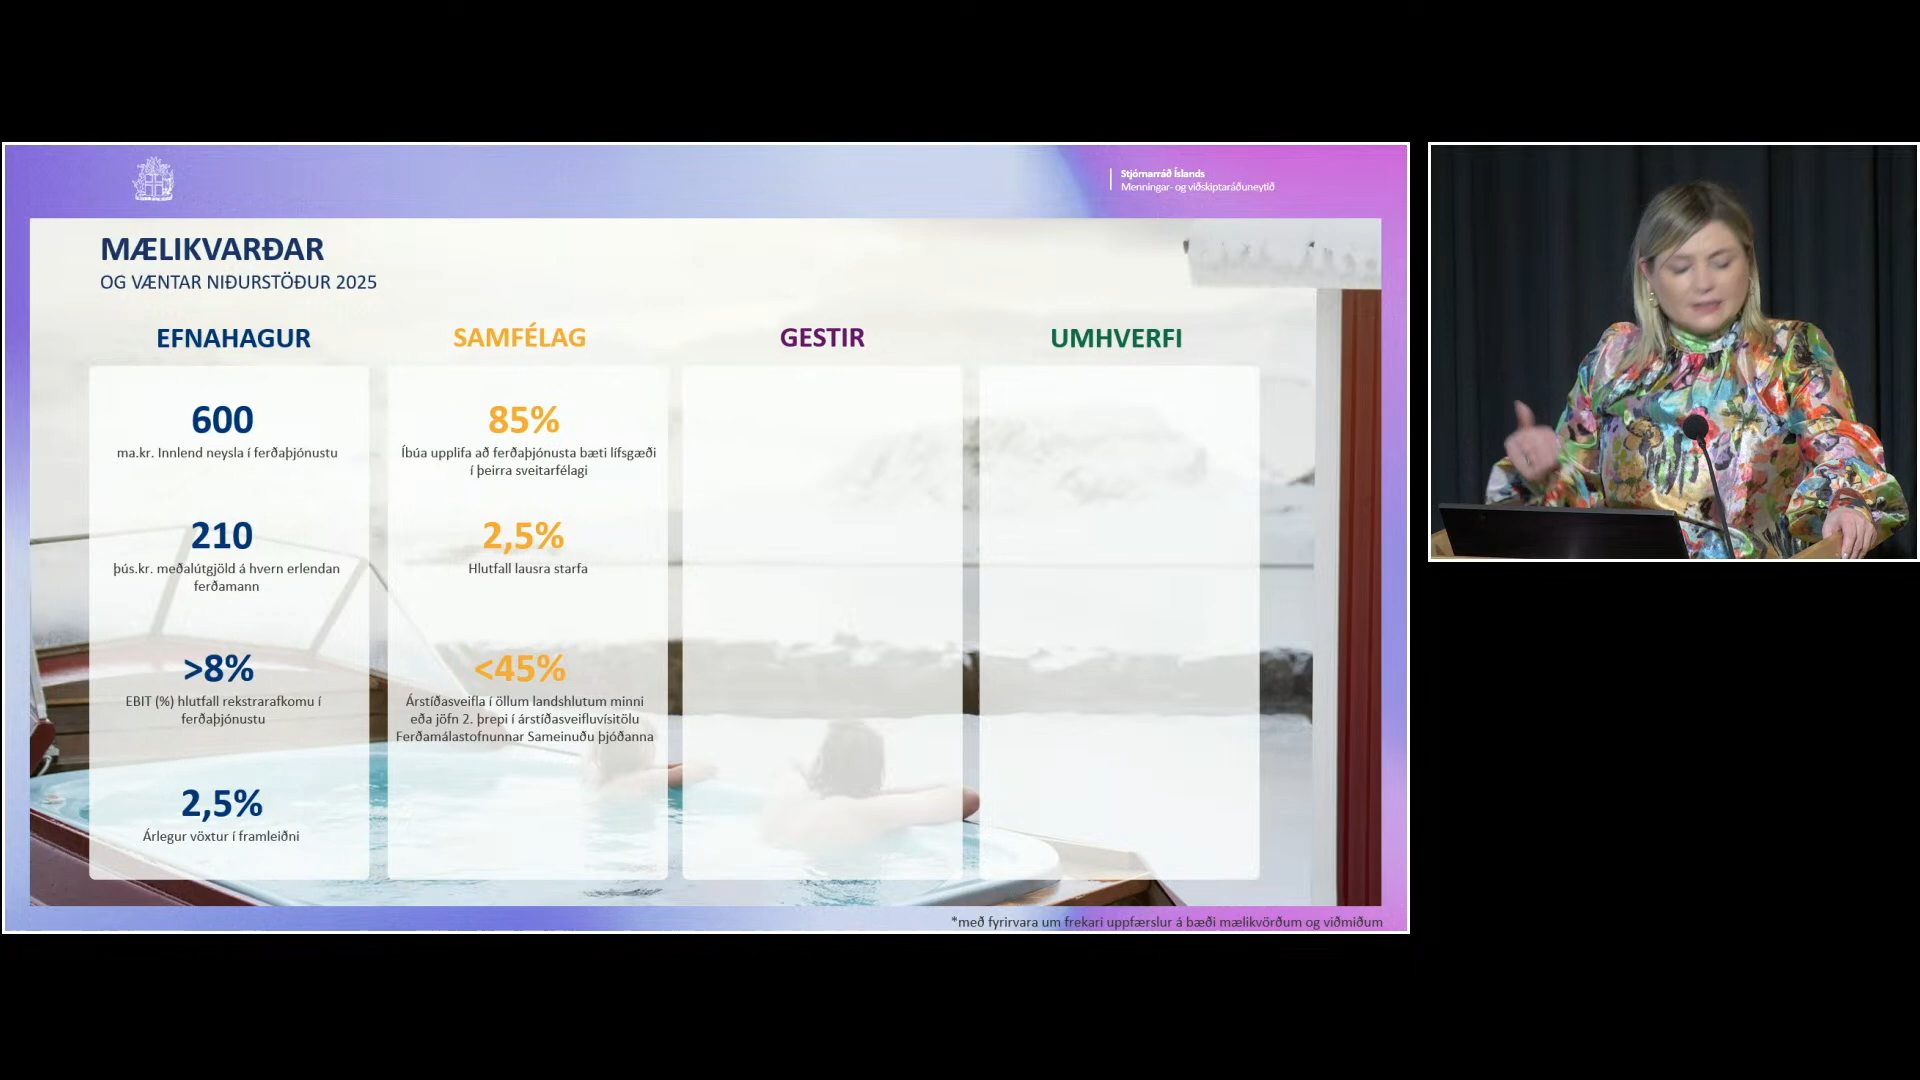 Stjórnarráð Íslands
Menningar- og viðskiptaráðuneytið
MÆLIKVARÐAR
OG VÆNTAR NIÐURSTÖÐUR 2025
EFNAHAGUR
600
ma.kr. Innlend neysla í ferðaþjónustu
210
þús.kr. meðalútgjöld á hvern erlendan
ferðamann
>8%
EBIT (%) hlutfall rekstrarafkomu í
ferðaþjónustu
2,5%
Árlegur vöxtur í framleiðni
SAMFÉLAG
85%
Íbúa upplifa að ferðaþjónusta bæti lífsgæði
í þeirra sveitarfélagi
2,5%
Hlutfall lausra starfa
<45%
Árstíðasveifla í öllum landshlutum minni
eða jöfn 2. þrepi í árstíðasveifluvísitölu
Ferðamálastofnunnar Sameinuðu þjóðanna
GESTIR
UMHVERFI
*með fyrirvara um frekari uppfærslur á bæði mælikvörðum og viðmiðum